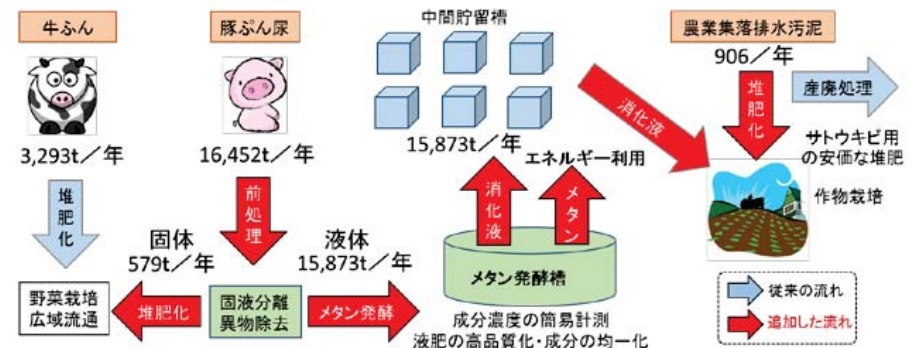 牛ふん
3,293t／年
堆肥化
野菜栽培
広域流通
豚ぷん尿
16,452t／年
前処理
固体
579t／年
堆肥化
固液分離
異物除去
液体
15,873t／年
メタン発酵
中間貯留槽
15,873t／年
エネルギー利用
消化液
メタン
メタン発酵槽
成分濃度の簡易計測
液肥の高品質化・成分の均一化
消化液
農業集落排水汚泥
906／年
堆肥化
産廃処理
サトウキビ用
の安価な堆肥
作物栽培
従来の流れ
追加した流れ